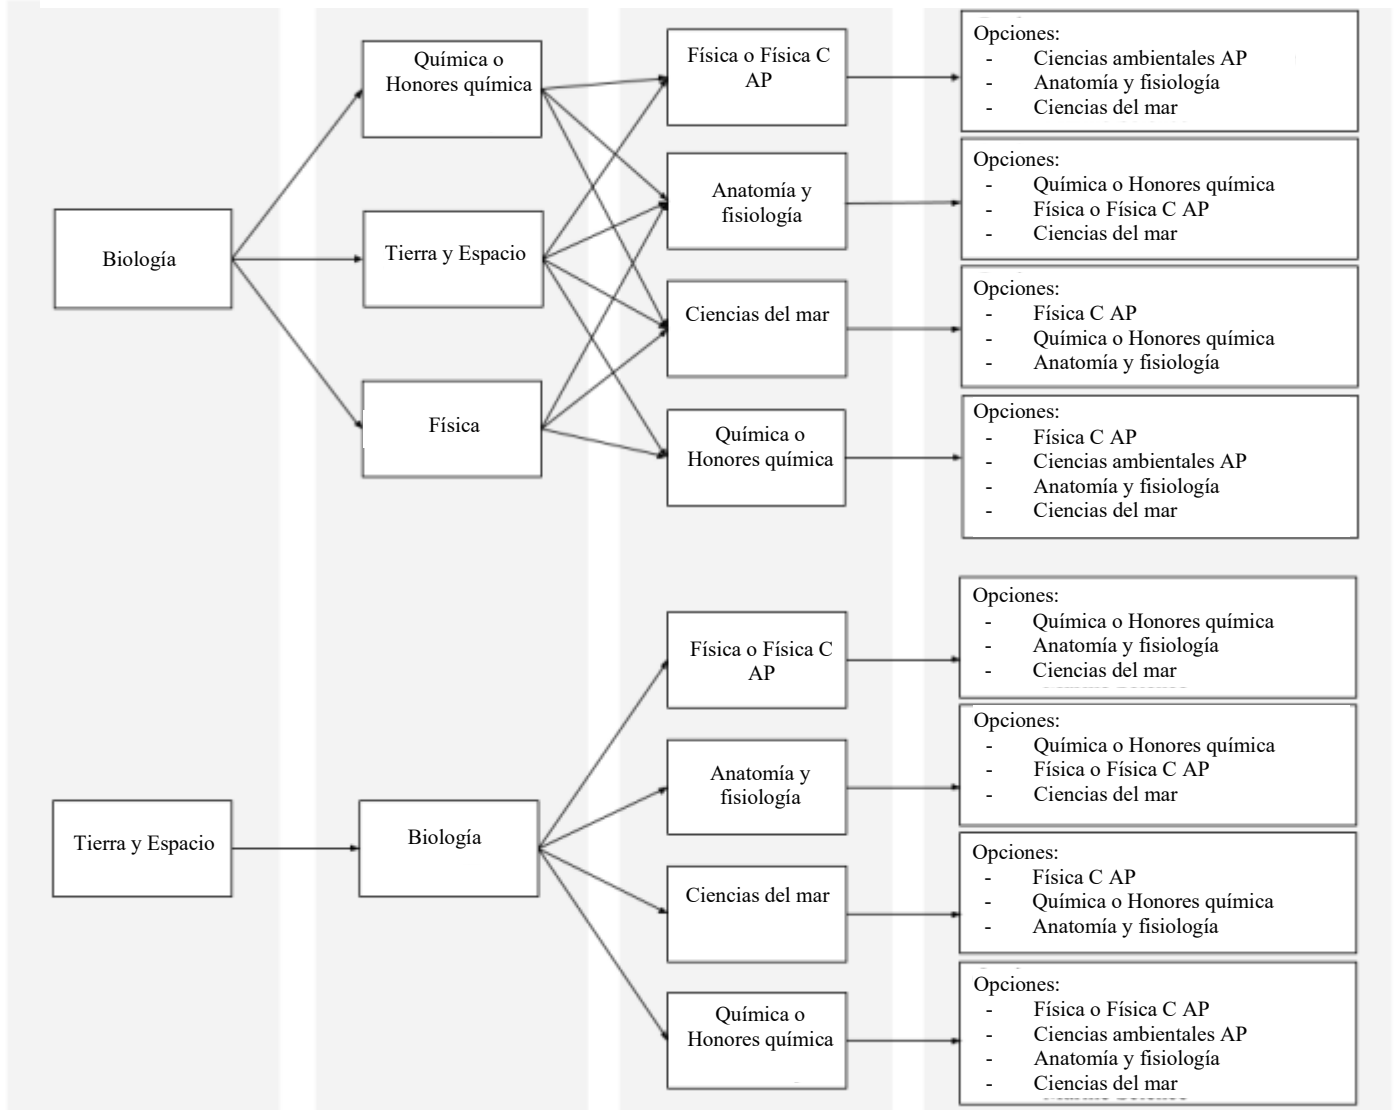 Biología
Química o
Honores química
Tierra y Espacio
Física
Física o Física C
AP
Anatomía y
fisiología
Ciencias del mar
Química o
Honores química
Opciones:
- Ciencias ambientales AP
- Anatomía y fisiología
- Ciencias del mar
Opciones:
- Química o Honores química
- Física o Física C AP
- Ciencias del mar
Opciones:
- Física C AP
- Química o Honores química
- Anatomía y fisiología
Opciones:
- Física C AP
- Ciencias ambientales AP
- Anatomía y fisiología
- Ciencias del mar
Tierra y Espacio
Biología
Física o Física C
AP
Anatomía y
fisiología
Ciencias del mar
Química o
Honores química
Opciones:
- Química o Honores química
- Anatomía y fisiología
- Ciencias del mar
Opciones:
- Química o Honores química
- Física o Física C AP
- Ciencias del mar
Opciones:
- Física C AP
- Química o Honores química
- Anatomía y fisiología
Opciones:
- Física o Física C AP
- Ciencias ambientales AP
- Anatomía y fisiología
- Ciencias del mar